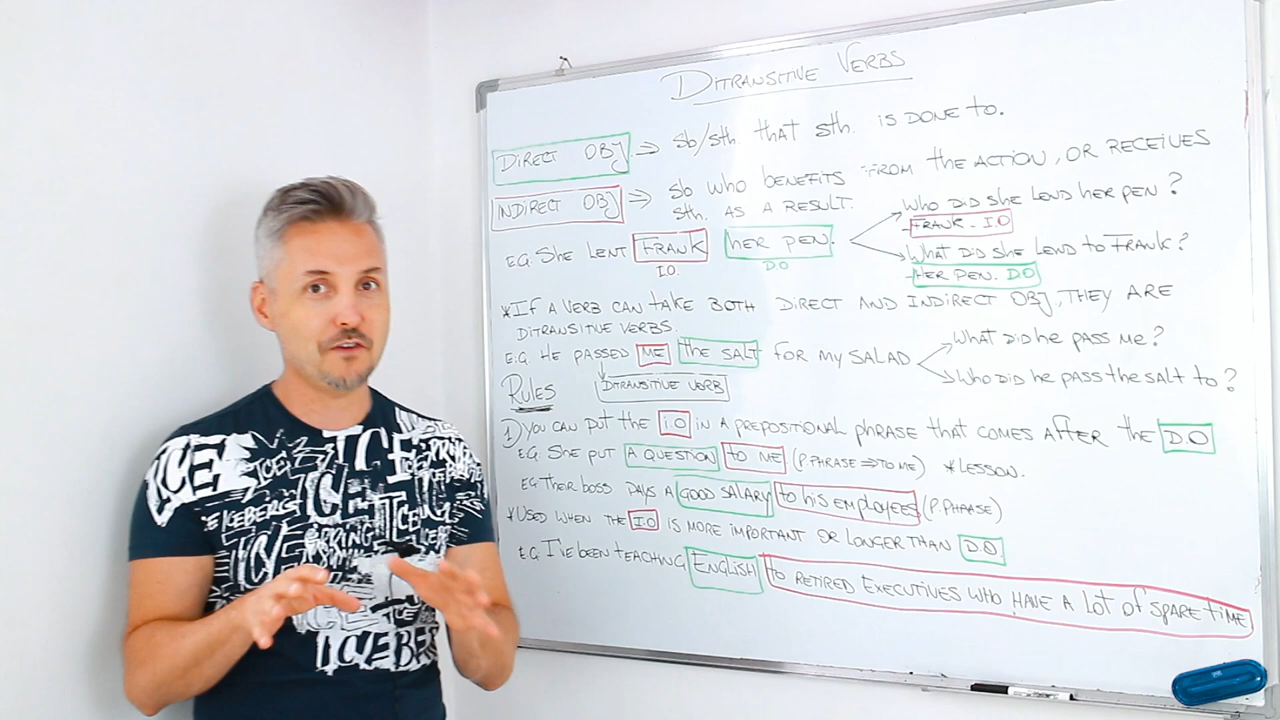 DITRANSITIVE VERBS
DIRECT OBJ => sb/sth. that sth. is DONE to.
INDIRECT OBJ => sb who benefits from the ACTION, OR RECEIVES
sth. AS A RESULT.
E.G. She LENT FRANK her pen.
I.O. D.O
Who DID she LEND her pen?
- FRANK - I.O
What DID she LEND to FRANK?
- HER PEN. DO
*If a VERB CAN take BOTH DIRECT AND INDIRECT OBJ, they ARE
DITRANSITIVE VERBS.
E.G. He PASSED ME the SALT FOR my SALAD
What DID he PASS ME?
Who DID he PASS the SALT to?
DITRANSITIVE VERB
RULES
1) you CAN put the I.O IN A PREPOSITIONAL PHRASE that COMES AFTER the D.O
E.G. She put A QUESTION to ME (P.PHRASE => TO ME) *LESSON.
E.G. Their boss PAYS A GOOD SALARY to his employees (P. PHRASE)
*USED WHEN the I.O IS MORE IMPORTANT OR LONGER THAN D.O
E.G. I've been teaching ENGLISH to RETIRED EXECUTIVES WHO HAVE A LOT of SPARE TIME
ICE
ICEBERG
ICE
ICEBER